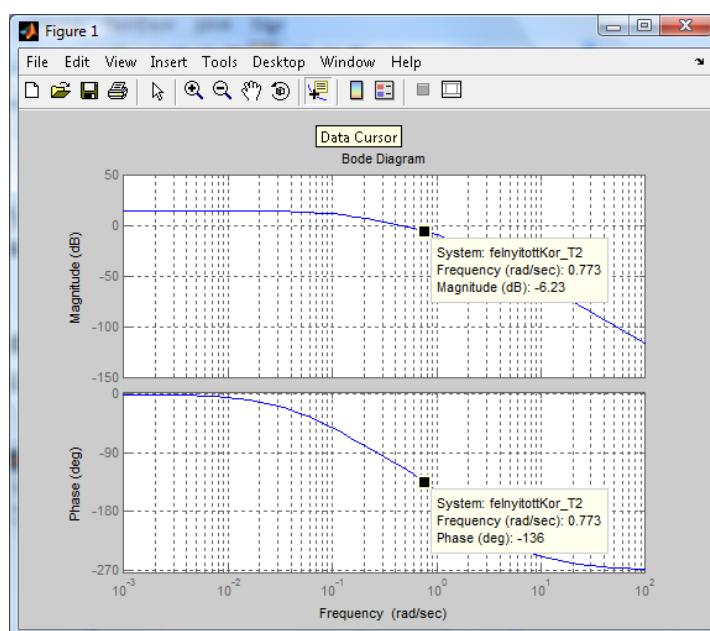 Figure 1
File Edit View Insert Tools Desktop Window Help
Data Cursor
Bode Diagram
Magnitude (dB)
50
0
-50
-100
-150
System: felnyitottKor_T2
Frequency (rad/sec): 0.773
Magnitude (dB): -6.23
Phase (deg)
0
-90
-180
-270
System: felnyitottKor_T2
Frequency (rad/sec): 0.773
Phase (deg): -136
10^-3 10^-2 10^-1 10^0 10^1 10^2
Frequency (rad/sec)